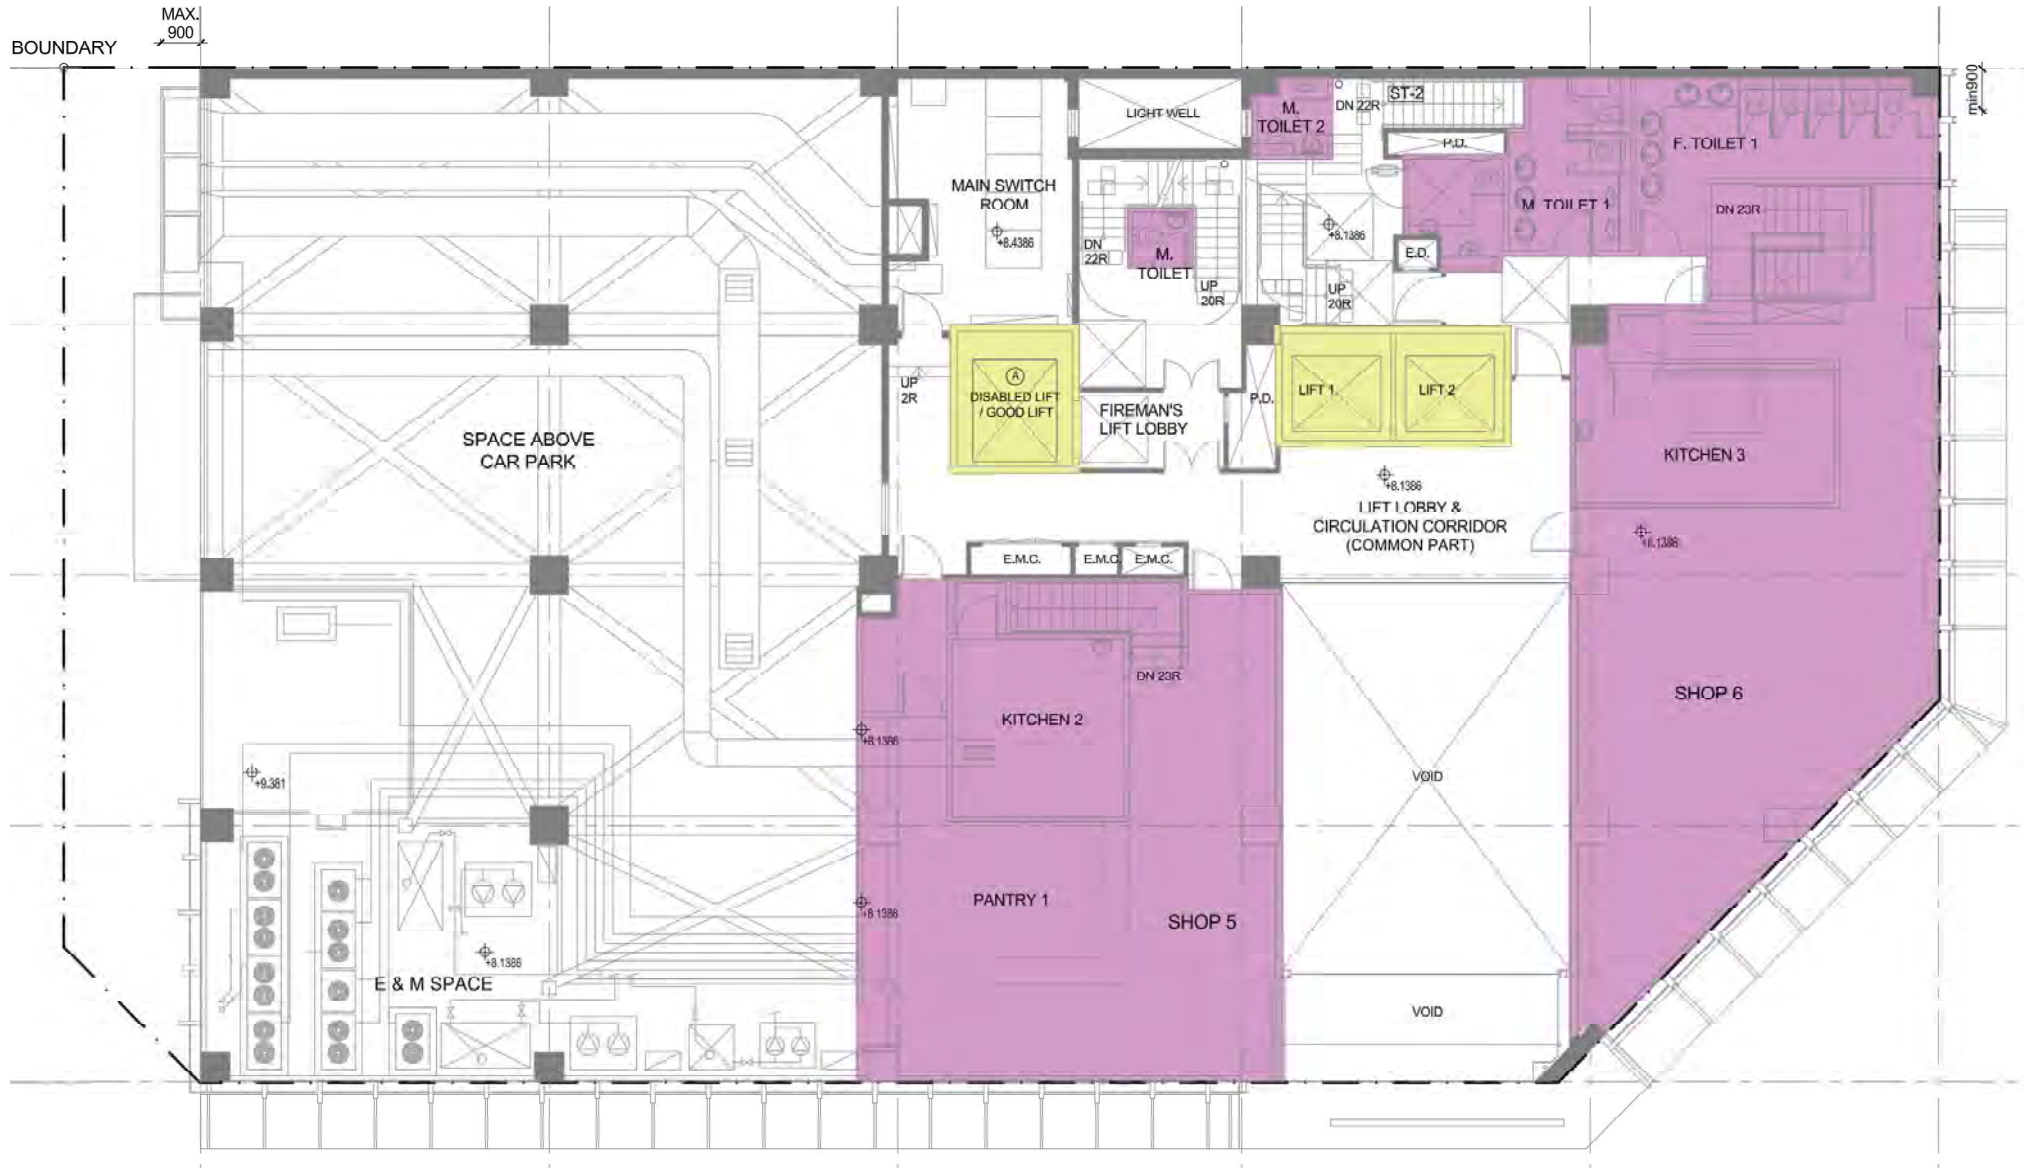 MAX.
900
BOUNDARY
min900
LIGHT WELL
M.
TOILET 2
DN 22R
ST-2
P.D.
F. TOILET 1
MAIN SWITCH
ROOM
+8.4386
DN
22R
M.
TOILET
UP
20R
+8.1386
UP
20R
E.D.
M. TOILET 1
DN 23R
UP
2R
A
DISABLED LIFT
/ GOOD LIFT
FIREMAN'S
LIFT LOBBY
P.D.
LIFT 1
LIFT 2
SPACE ABOVE
CAR PARK
KITCHEN 3
+8.1386
LIFT LOBBY &
CIRCULATION CORRIDOR
(COMMON PART)
+8.1386
E.M.C.
E.M.C.
E.M.C.
DN 23R
SHOP 6
KITCHEN 2
+8.1386
VOID
+9.381
PANTRY 1
+8.1386
SHOP 5
+8.1386
E & M SPACE
VOID